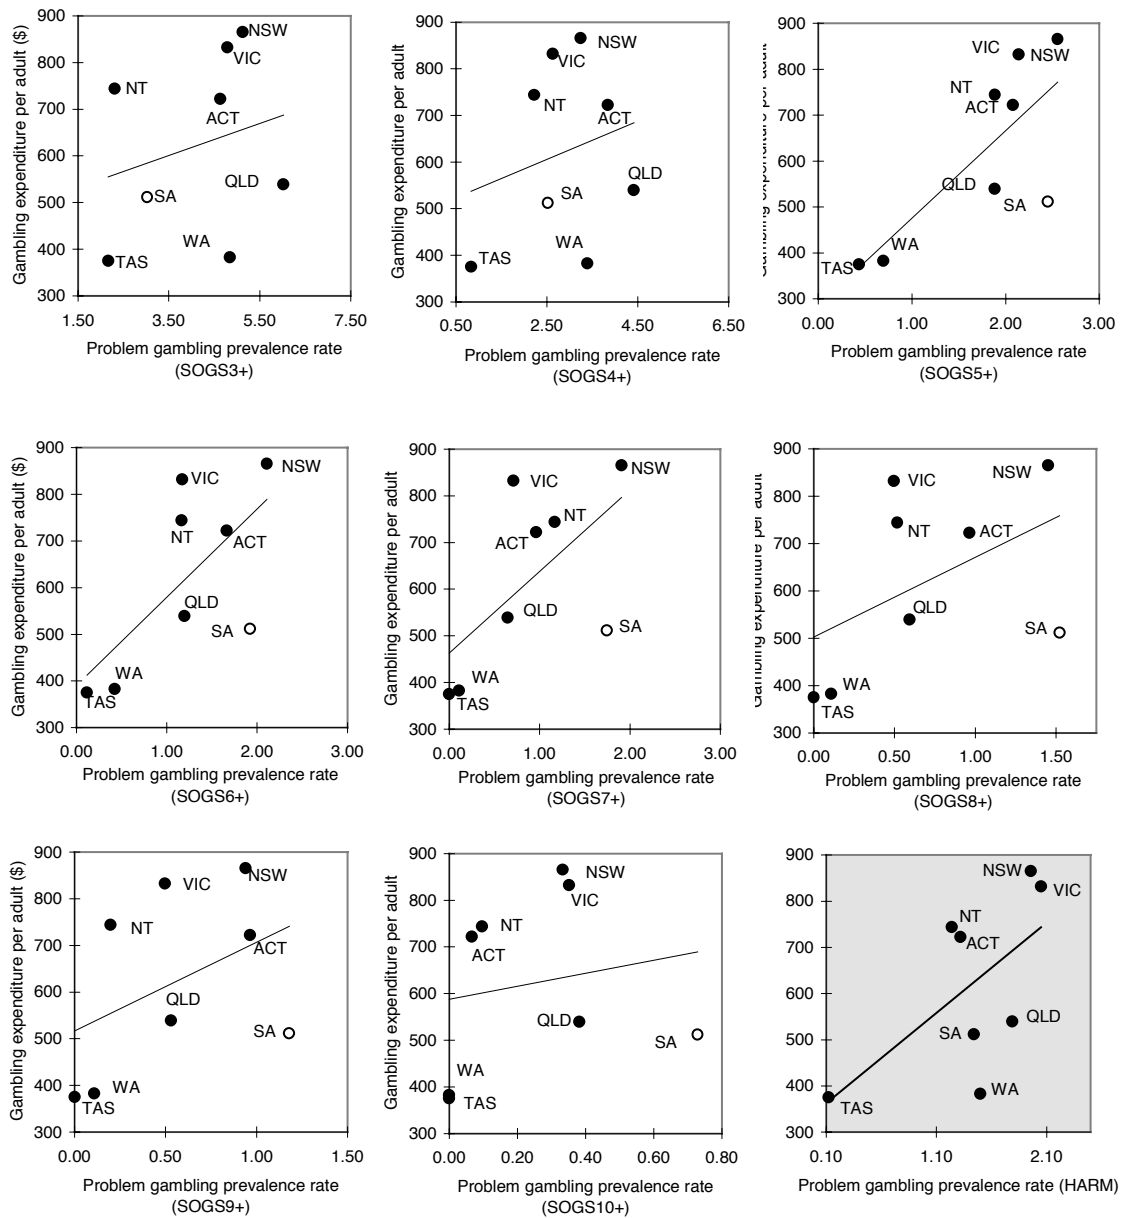 Gambling expenditure per adult ($)
900
800
700
600
500
400
300
NSW
VIC
NT
ACT
QLD
SA
WA
TAS
1.50 3.50 5.50 7.50
Problem gambling prevalence rate
(SOGS3+)
Gambling expenditure per adult
900
800
700
600
500
400
300
NSW
VIC
NT
ACT
QLD
SA
WA
TAS
0.50 2.50 4.50 6.50
Problem gambling prevalence rate
(SOGS4+)
Gambling expenditure per adult
900
800
700
600
500
400
300
VIC
NSW
NT
ACT
QLD
SA
WA
TAS
0.00 1.00 2.00 3.00
Problem gambling prevalence rate
(SOGS5+)
Gambling expenditure per adult ($)
900
800
700
600
500
400
300
NSW
VIC
NT
ACT
QLD
SA
WA
TAS
0.00 1.00 2.00 3.00
Problem gambling prevalence rate
(SOGS6+)
Gambling expenditure per adult
900
800
700
600
500
400
300
NSW
VIC
NT
ACT
QLD
SA
WA
TAS
0.00 1.00 2.00 3.00
Problem gambling prevalence rate
(SOGS7+)
Gambling expenditure per adult
900
800
700
600
500
400
300
NSW
VIC
NT
ACT
QLD
SA
WA
TAS
0.00 0.50 1.00 1.50
Problem gambling prevalence rate
(SOGS8+)
Gambling expenditure per adult ($)
900
800
700
600
500
400
300
NSW
VIC
NT
ACT
QLD
SA
WA
TAS
0.00 0.50 1.00 1.50
Problem gambling prevalence rate
(SOGS9+)
Gambling expenditure per adult
900
800
700
600
500
400
300
NSW
VIC
NT
ACT
QLD
SA
WA
TAS
0.00 0.20 0.40 0.60 0.80
Problem gambling prevalence rate
(SOGS10+)
900
800
700
600
500
400
300
NSW
VIC
NT
ACT
QLD
SA
WA
TAS
0.10 1.10 2.10
Problem gambling prevalence rate (HARM)